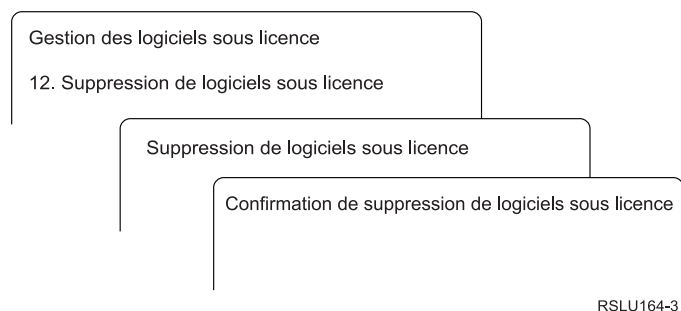 Gestion des logiciels sous licence
12. Suppression de logiciels sous licence
Suppression de logiciels sous licence
Confirmation de suppression de logiciels sous licence
RSLU164-3